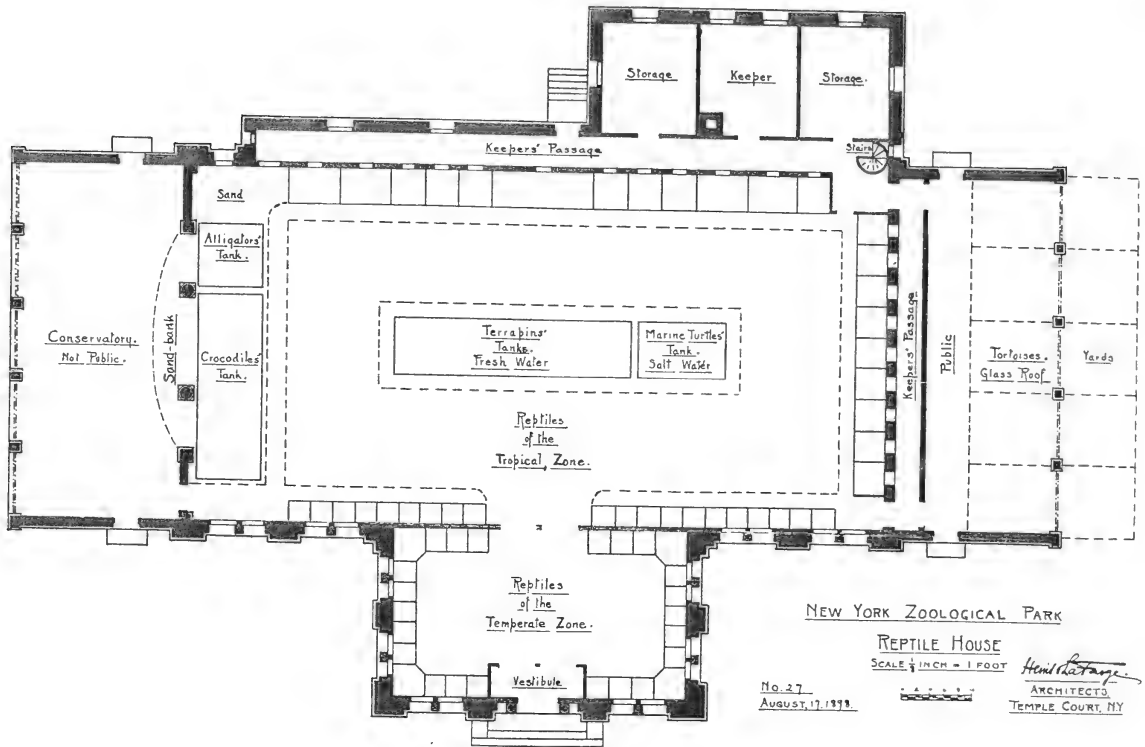 Storage
Keeper
Storage.
Keepers' Passage
Stairs
Sand
Alligators'
Tank.
Conservatory.
Not Public.
Sand-bank
Crocodiles'
Tank.
Terrapins'
Tanks.
Fresh Water
Marine Turtles'
Tank.
Salt Water
Keepers' Passage
Public
Tortoises.
Glass Roof
Yards
Reptiles
of the
Tropical, Zone.
Reptiles
of the
Temperate Zone.
Vestibule
NEW YORK ZOOLOGICAL PARK
REPTILE HOUSE
SCALE 1/8 INCH = 1 FOOT
Heins & La Farge
ARCHITECTS,
TEMPLE COURT, NY
No. 27
AUGUST, 17. 1898.